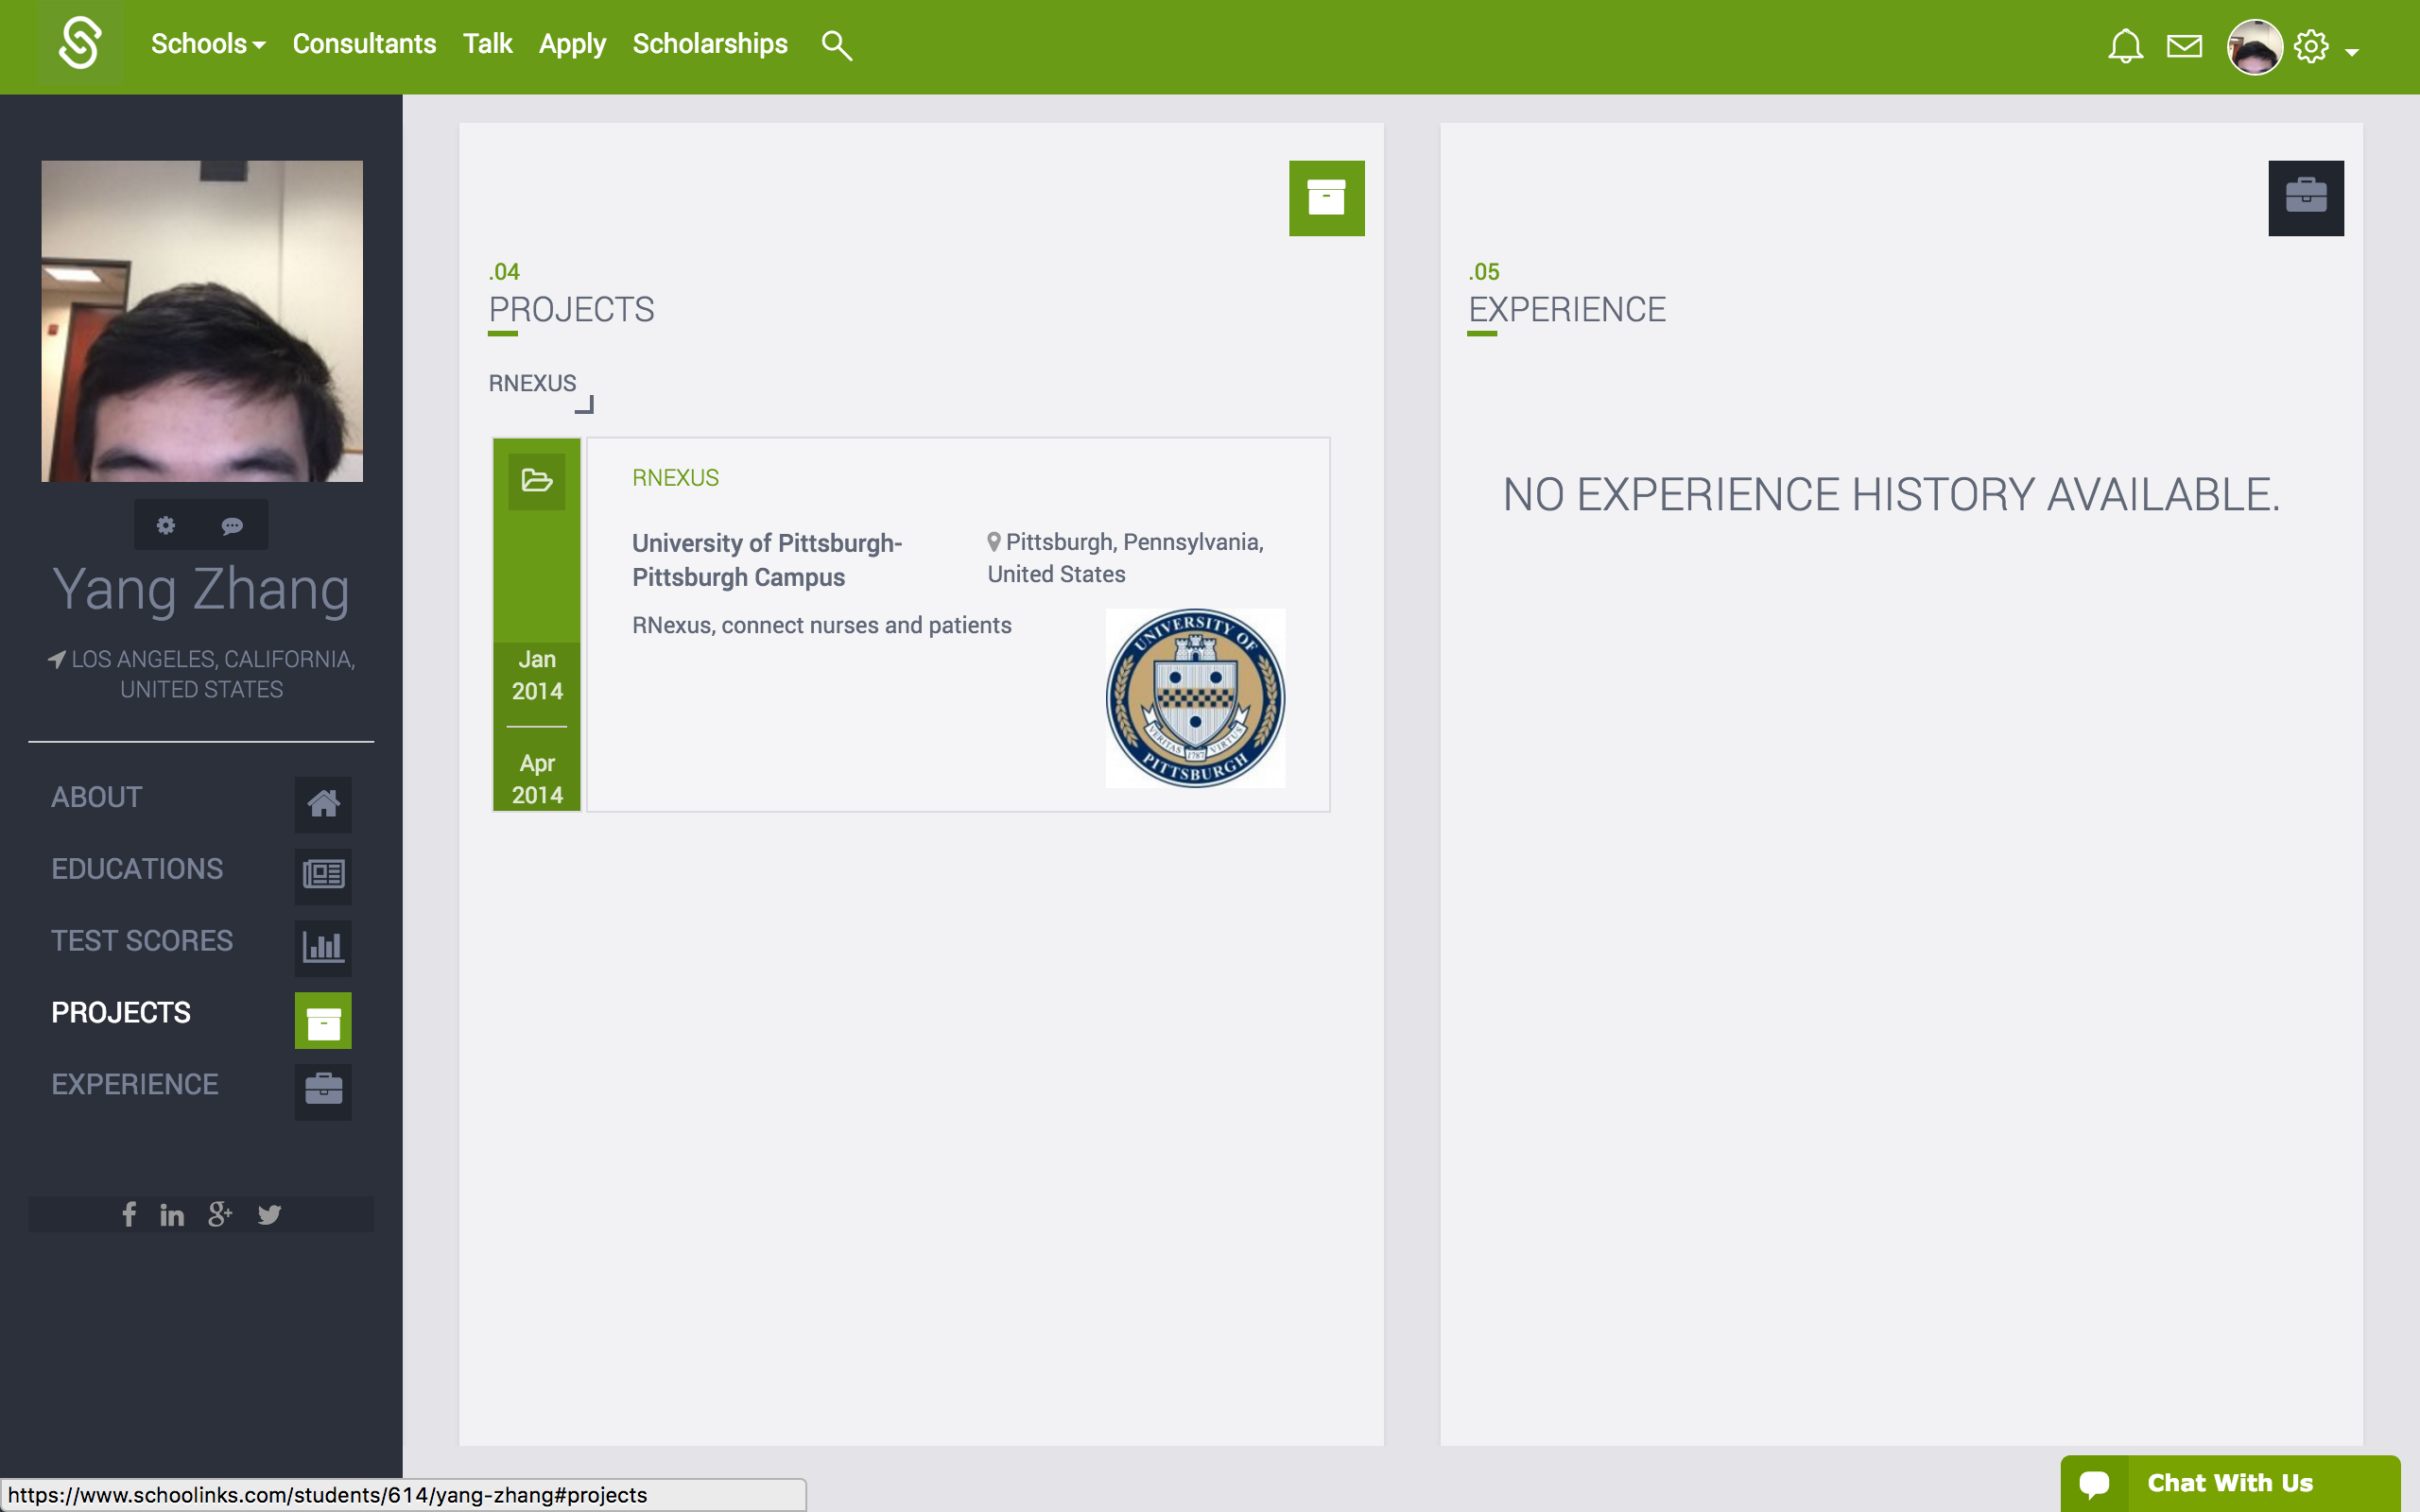 Schools Consultants Talk Apply Scholarships
Yang Zhang
LOS ANGELES, CALIFORNIA,
UNITED STATES
ABOUT
EDUCATIONS
TEST SCORES
PROJECTS
EXPERIENCE
.04
PROJECTS
RNEXUS
Jan
2014
Apr
2014
RNEXUS
University of Pittsburgh-
Pittsburgh Campus
Pittsburgh, Pennsylvania,
United States
RNexus, connect nurses and patients
UNIVERSITY OF
VERITAS 1787 VIRTUS
PITTSBURGH
.05
EXPERIENCE
NO EXPERIENCE HISTORY AVAILABLE.
https://www.schoolinks.com/students/614/yang-zhang#projects
Chat With Us